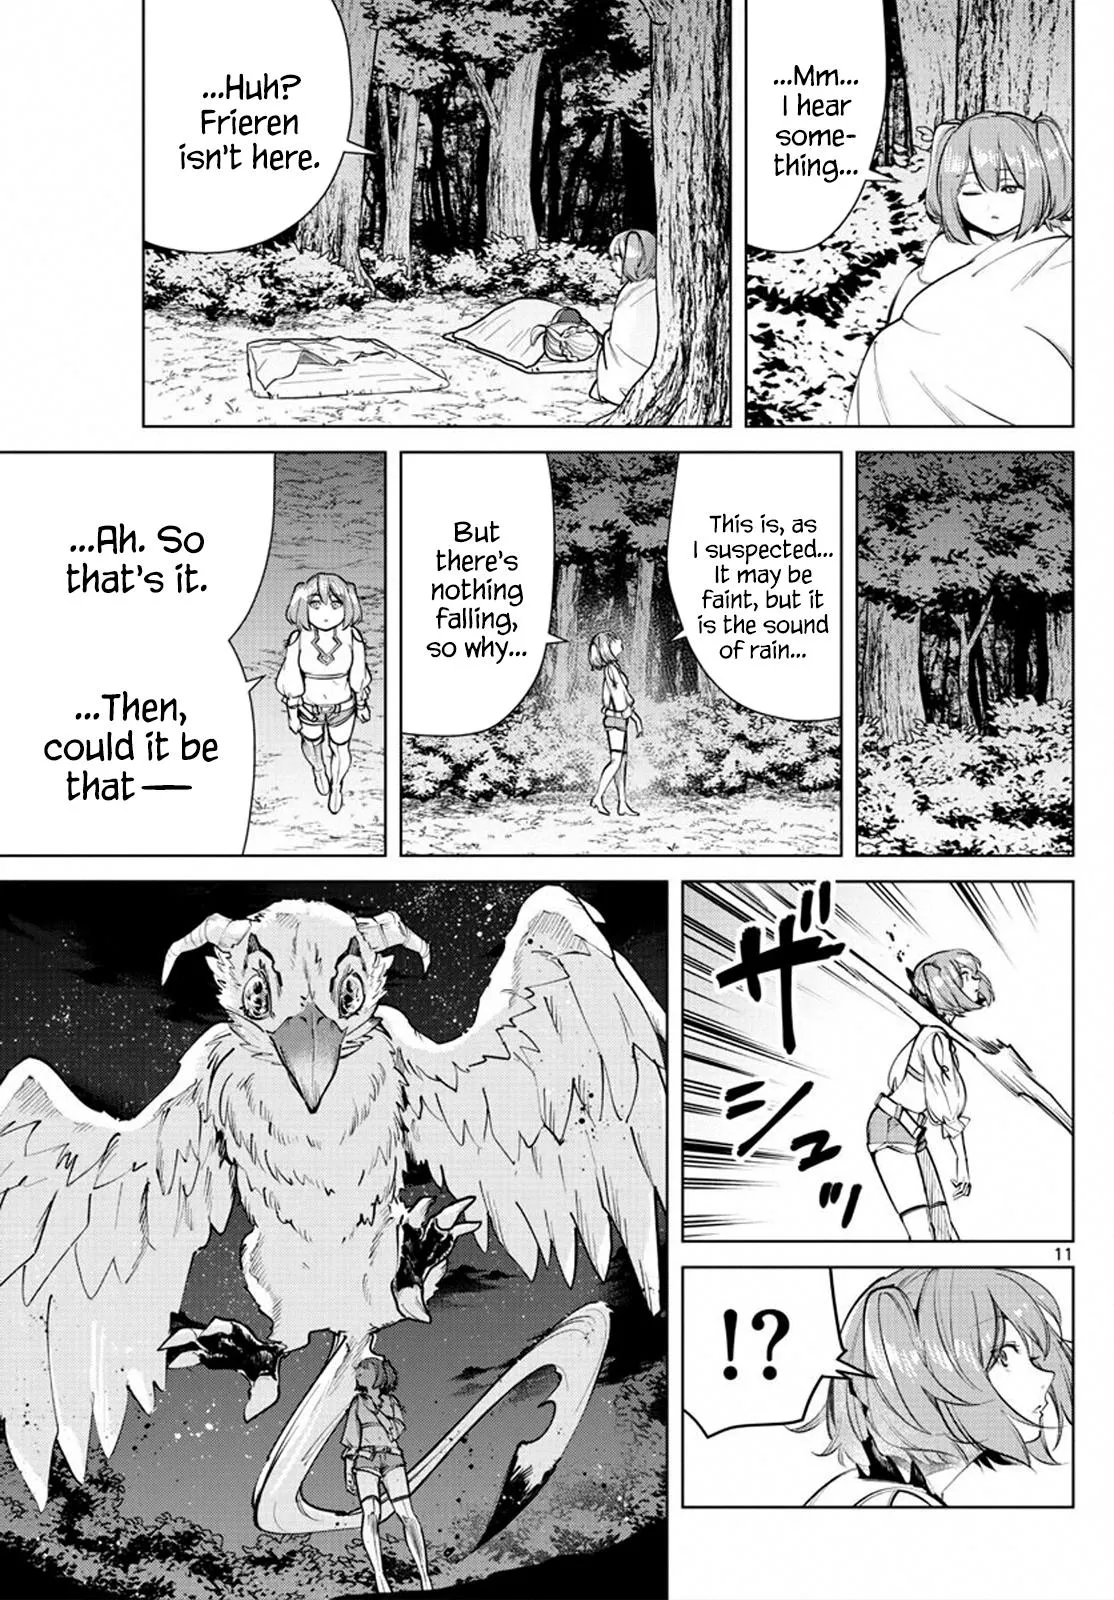 ...Mm...
I hear
some-
thing...
...Huh?
Frieren
isn't here.
This is, as
I suspected...
It may be
faint, but it
is the sound
of rain...
But
there's
nothing
falling,
so why...
...Ah. So
that's it.
...Then,
could it be
that —
ザシュッ
11
!?